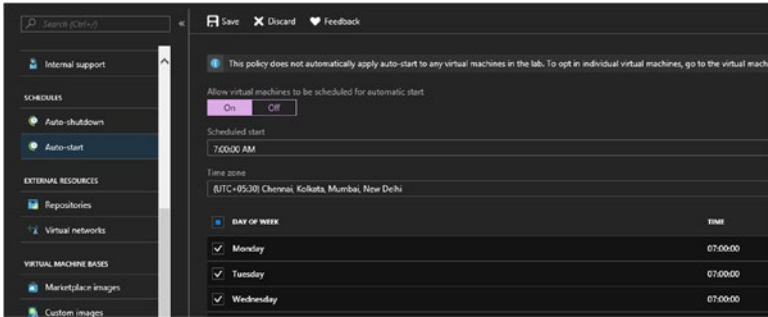 Search (Ctrl+/)
Save Discard Feedback
Internal support
SCHEDULES
Auto-shutdown
Auto-start
EXTERNAL RESOURCES
Repositories
Virtual networks
VIRTUAL MACHINE BASES
Marketplace images
Custom images
This policy does not automatically apply auto-start to any virtual machines in the lab. To opt in individual virtual machines, go to the virtual mach
Allow virtual machines to be scheduled for automatic start
On Off
Scheduled start
7:00:00 AM
Time zone
(UTC+05:30) Chennai, Kolkata, Mumbai, New Delhi
DAY OF WEEK TIME
Monday 07:00:00
Tuesday 07:00:00
Wednesday 07:00:00